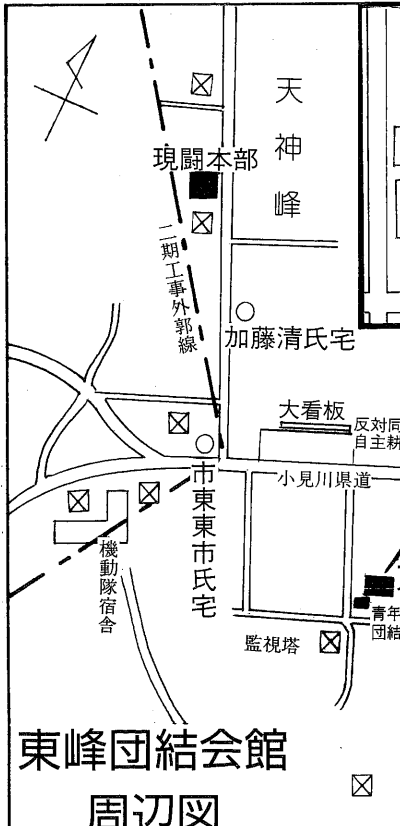 天神峰
現闘本部
二期工事外郭線
加藤清氏宅
大看板
反対同
自主耕
小見川県道
市東東市氏宅
機動隊宿舎
青年
団結
監視塔
東峰団結会館
周辺図